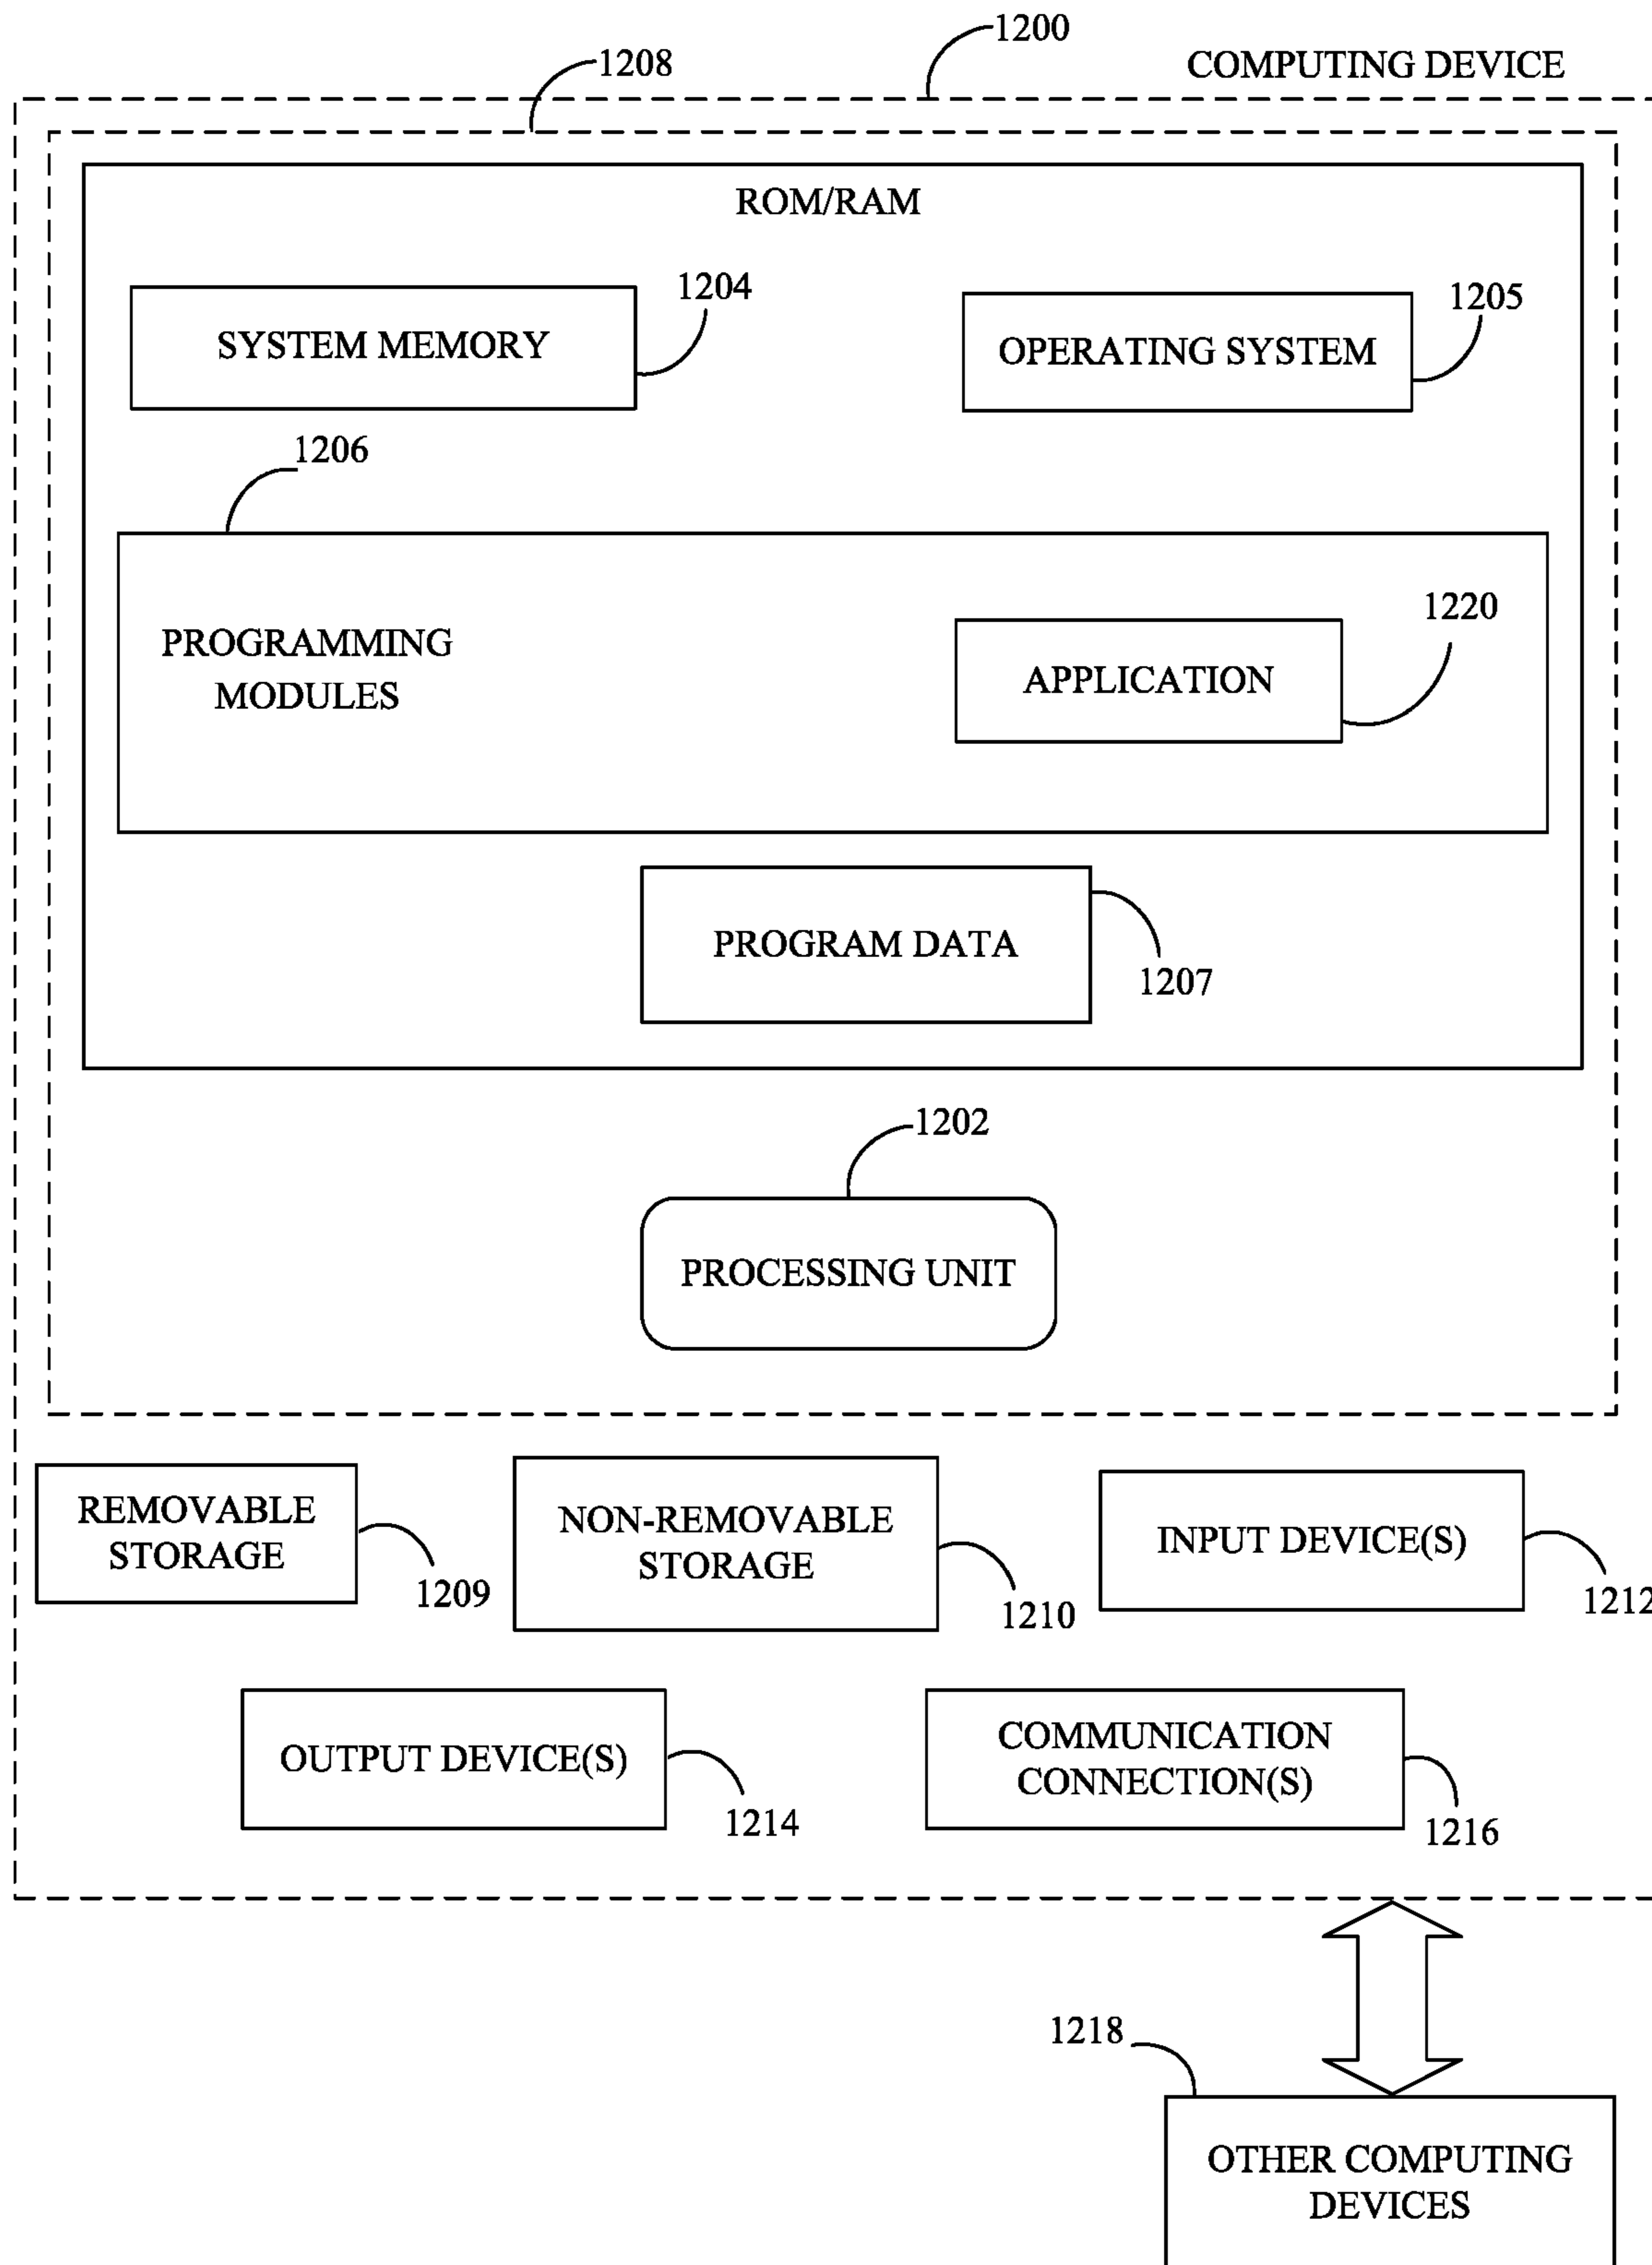 1200
1208
COMPUTING DEVICE
ROM/RAM
1204
1205
SYSTEM MEMORY
OPERATING SYSTEM
1206
1220
PROGRAMMING
MODULES
APPLICATION
PROGRAM DATA
1207
1202
PROCESSING UNIT
REMOVABLE
STORAGE
1209
NON-REMOVABLE
STORAGE
1210
INPUT DEVICE(S)
1212
OUTPUT DEVICE(S)
1214
COMMUNICATION
CONNECTION(S)
1216
1218
OTHER COMPUTING
DEVICES